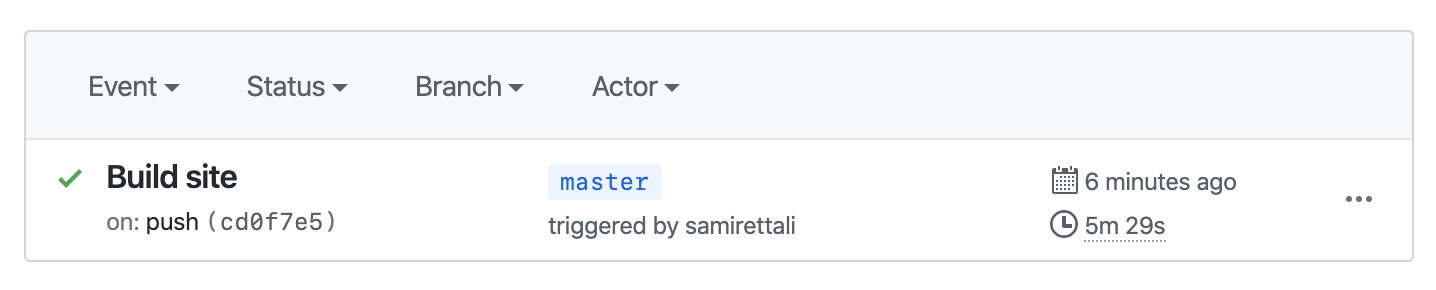 Event Status Branch Actor
Build site
on: push (cd0f7e5)
master
triggered by samirettali
6 minutes ago
5m 29s